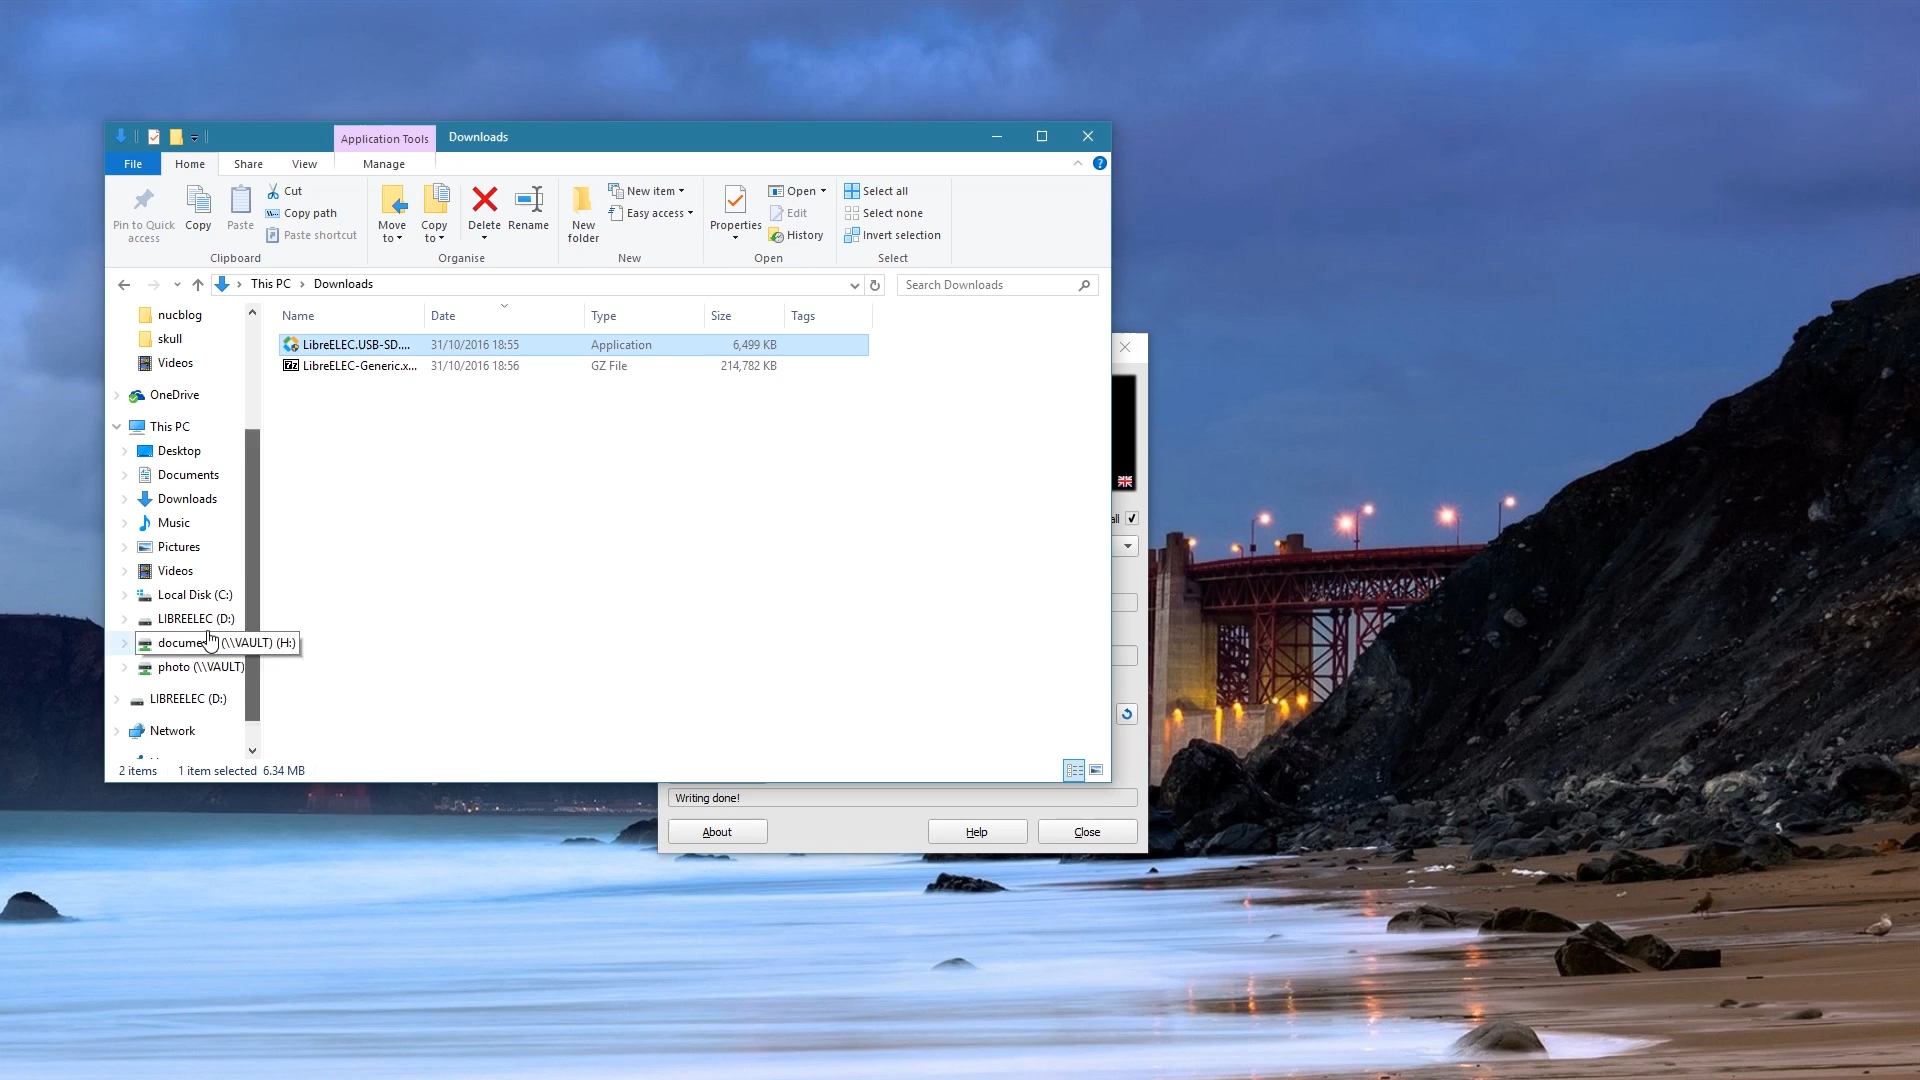 Application Tools
Downloads
File
Home
Share
View
Manage
Pin to Quick
access
Copy
Paste
Cut
Copy path
Paste shortcut
Clipboard
Move
to
Copy
to
Delete
Rename
Organise
New
folder
New item
Easy access
New
Properties
Open
Edit
History
Open
Select all
Select none
Invert selection
Select
This PC
Downloads
Search Downloads
nucblog
skull
Videos
OneDrive
This PC
Desktop
Documents
Downloads
Music
Pictures
Videos
Local Disk (C:)
LIBREELEC (D:)
docume (\\VAULT) (H:)
photo (\\VAULT)
LIBREELEC (D:)
Network
Name Date Type Size Tags
LibreELEC.USB-SD.... 31/10/2016 18:55 Application 6,499 KB
LibreELEC-Generic.x... 31/10/2016 18:56 GZ File 214,782 KB
2 items 1 item selected 6.34 MB
all
Writing done!
About
Help
Close